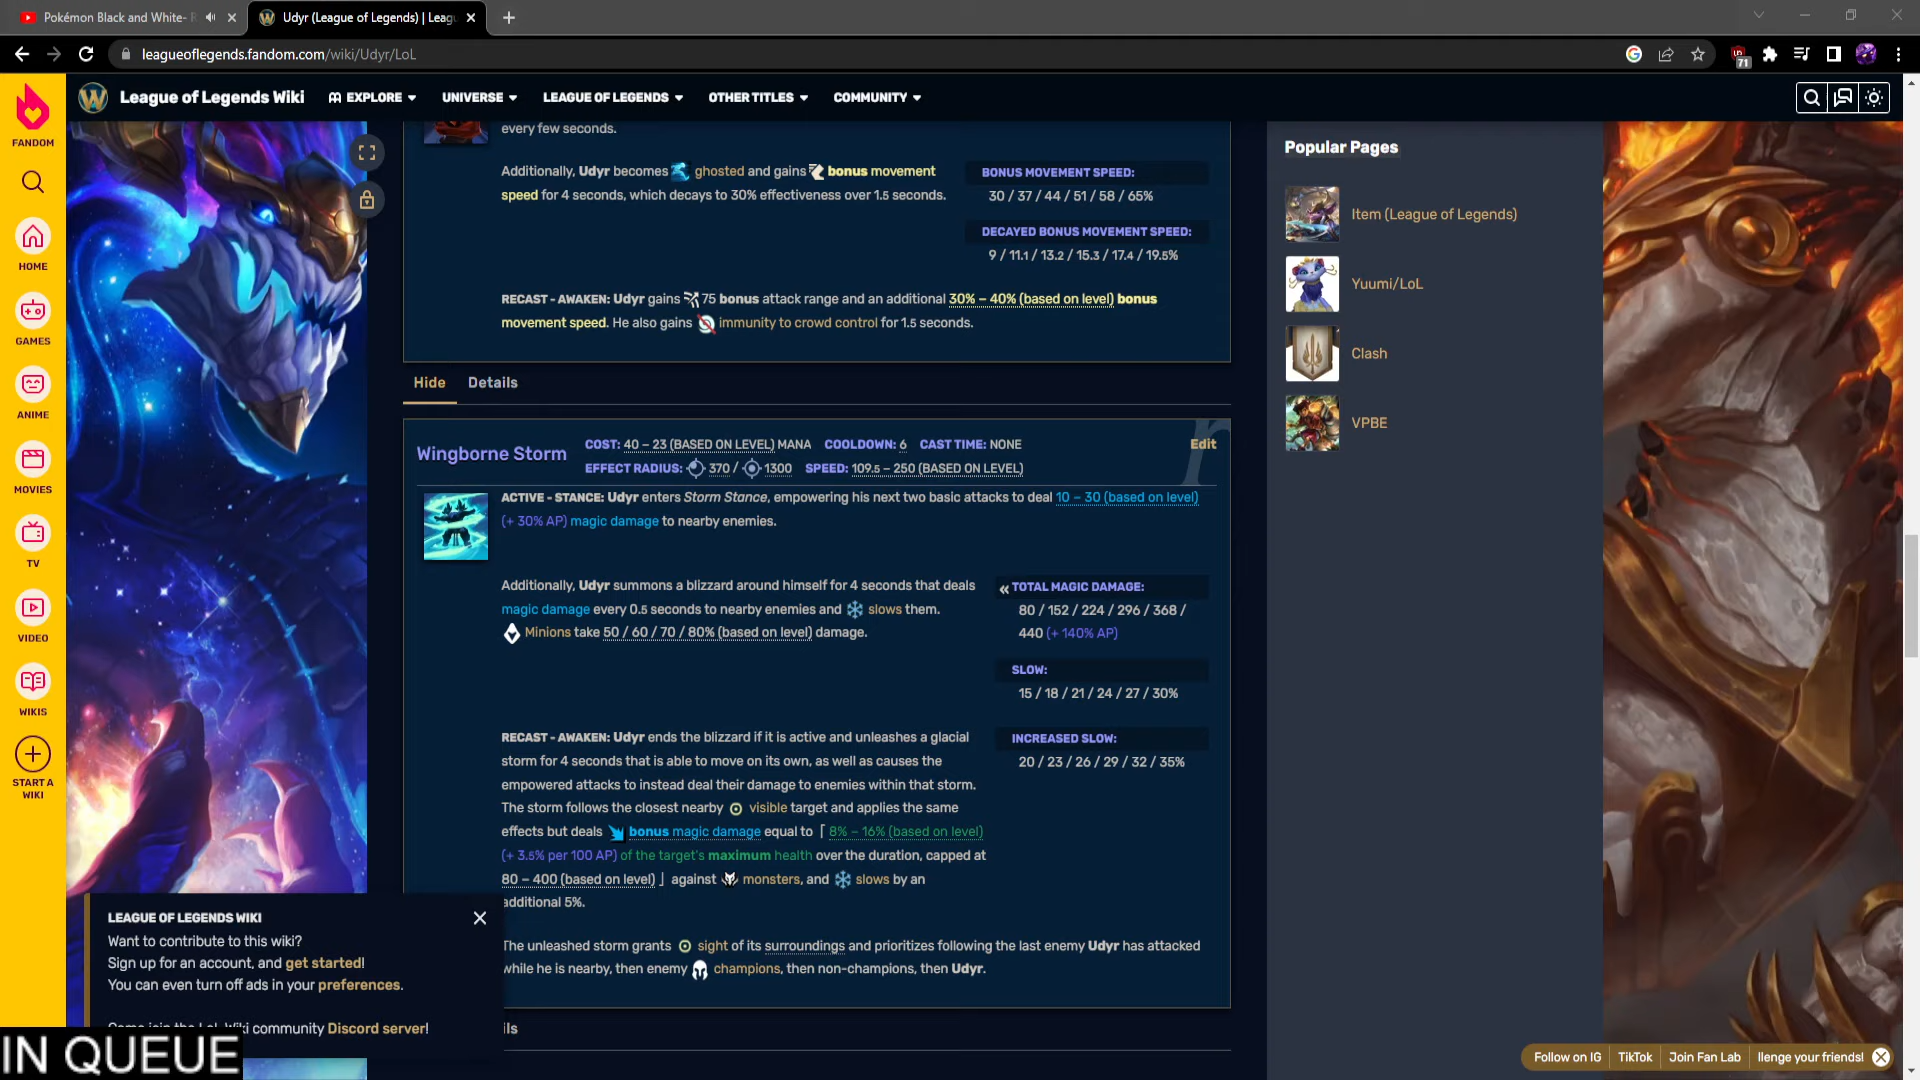 Pokémon Black and White-
Udyr (League of Legends) | Leagu
leagueoflegends.fandom.com/wiki/Udyr/LoL
71
FANDOM
HOME
GAMES
ANIME
MOVIES
TV
VIDEO
WIKIS
START A
WIKI
League of Legends Wiki
EXPLORE
UNIVERSE
LEAGUE OF LEGENDS
OTHER TITLES
COMMUNITY
every few seconds.
Additionally, Udyr becomes ghosted and gains bonus movement
speed for 4 seconds, which decays to 30% effectiveness over 1.5 seconds.
BONUS MOVEMENT SPEED:
30 / 37 / 44 / 51 / 58 / 65%
DECAYED BONUS MOVEMENT SPEED:
9 / 11.1 / 13.2 / 15.3 / 17.4 / 19.5%
RECAST - AWAKEN: Udyr gains 75 bonus attack range and an additional 30% – 40% (based on level) bonus
movement speed. He also gains immunity to crowd control for 1.5 seconds.
Hide
Details
Wingborne Storm
COST: 40 – 23 (BASED ON LEVEL) MANA COOLDOWN: 6 CAST TIME: NONE
EFFECT RADIUS: 370 / 1300 SPEED: 109.5 – 250 (BASED ON LEVEL)
Edit
ACTIVE - STANCE: Udyr enters Storm Stance, empowering his next two basic attacks to deal 10 – 30 (based on level)
(+ 30% AP) magic damage to nearby enemies.
Additionally, Udyr summons a blizzard around himself for 4 seconds that deals
magic damage every 0.5 seconds to nearby enemies and slows them.
Minions take 50 / 60 / 70 / 80% (based on level) damage.
« TOTAL MAGIC DAMAGE:
80 / 152 / 224 / 296 / 368 /
440 (+ 140% AP)
SLOW:
15 / 18 / 21 / 24 / 27 / 30%
RECAST - AWAKEN: Udyr ends the blizzard if it is active and unleashes a glacial
storm for 4 seconds that is able to move on its own, as well as causes the
empowered attacks to instead deal their damage to enemies within that storm.
The storm follows the closest nearby visible target and applies the same
effects but deals bonus magic damage equal to ⌈ 8% – 16% (based on level)
(+ 3.5% per 100 AP) of the target's maximum health over the duration, capped at
80 – 400 (based on level) ⌋ against monsters, and slows by an
additional 5%.
INCREASED SLOW:
20 / 23 / 26 / 29 / 32 / 35%
The unleashed storm grants sight of its surroundings and prioritizes following the last enemy Udyr has attacked
while he is nearby, then enemy champions, then non-champions, then Udyr.
ils
Popular Pages
Item (League of Legends)
Yuumi/LoL
Clash
VPBE
LEAGUE OF LEGENDS WIKI
Want to contribute to this wiki?
Sign up for an account, and get started!
You can even turn off ads in your preferences.
Come join the LoL Wiki community Discord server!
IN QUEUE
Follow on IG
TikTok
Join Fan Lab
llenge your friends!